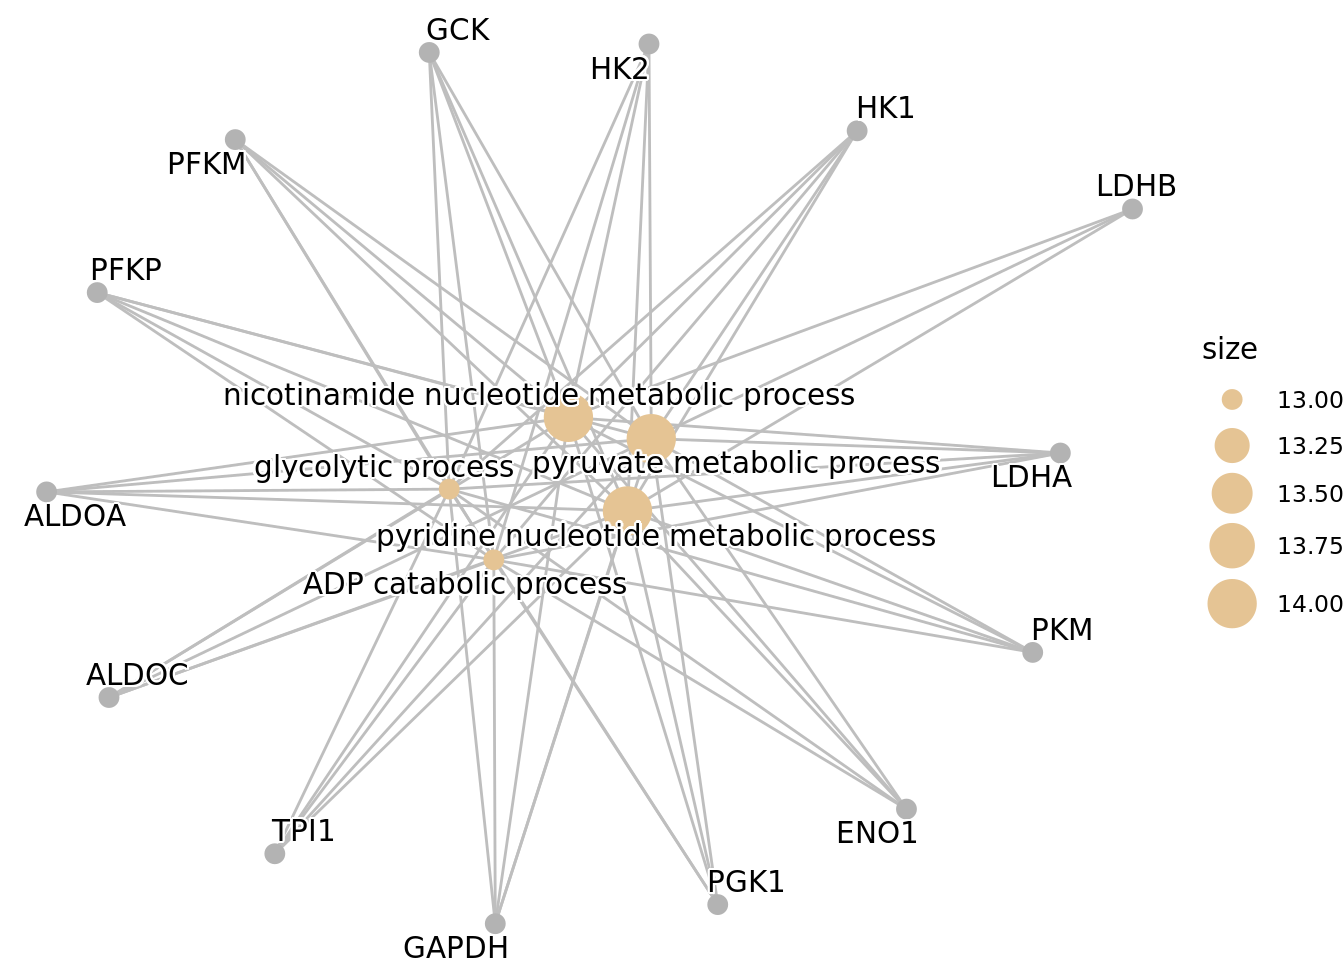 GCK
HK2
HK1
PFKM
LDHB
PFKP
size
13.00
nicotinamide nucleotide metabolic process
13.25
glycolytic process
pyruvate metabolic process
LDHA
13.50
ALDOA
pyridine nucleotide metabolic process
13.75
ADP catabolic process
14.00
PKM
ALDOC
TPI1
ENO1
PGK1
GAPDH